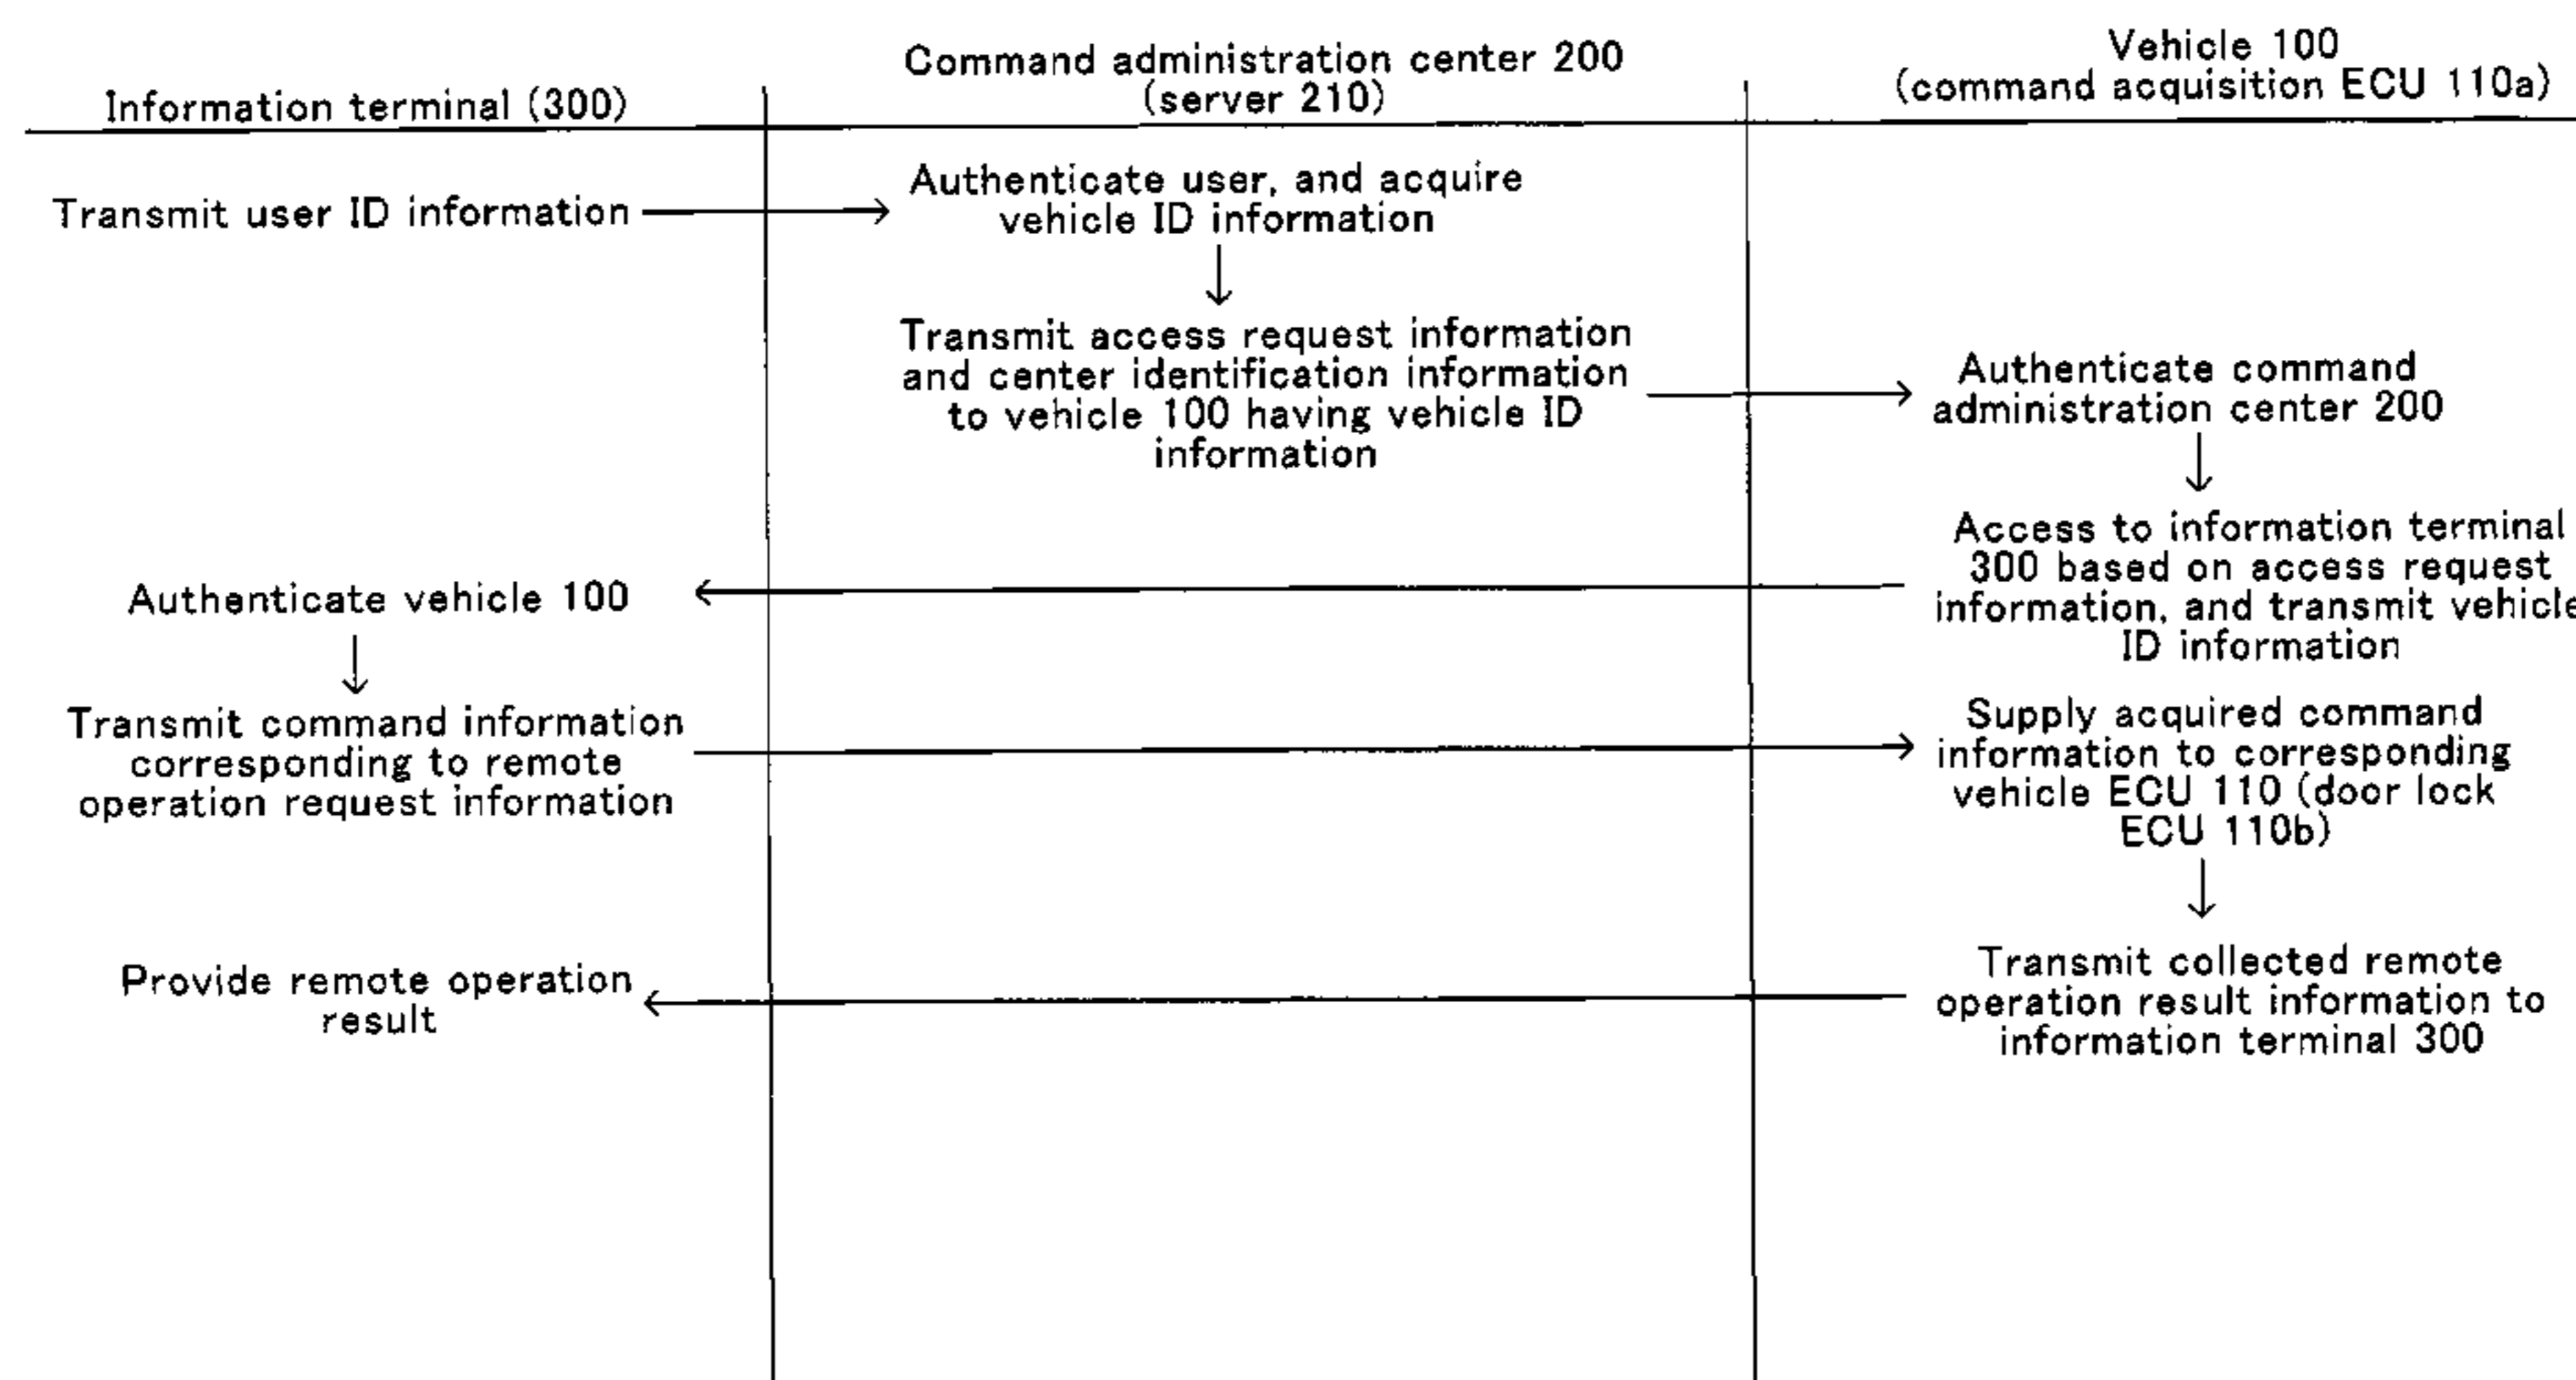 Information terminal (300)
Command administration center 200
(server 210)
Vehicle 100
(command acquisition ECU 110a)
Transmit user ID information
Authenticate user, and acquire
vehicle ID information
Transmit access request information
and center identification information
to vehicle 100 having vehicle ID
information
Authenticate command
administration center 200
Access to information terminal
300 based on access request
information, and transmit vehicle
ID information
Authenticate vehicle 100
Transmit command information
corresponding to remote
operation request information
Supply acquired command
information to corresponding
vehicle ECU 110 (door lock
ECU 110b)
Transmit collected remote
operation result information to
information terminal 300
Provide remote operation
result